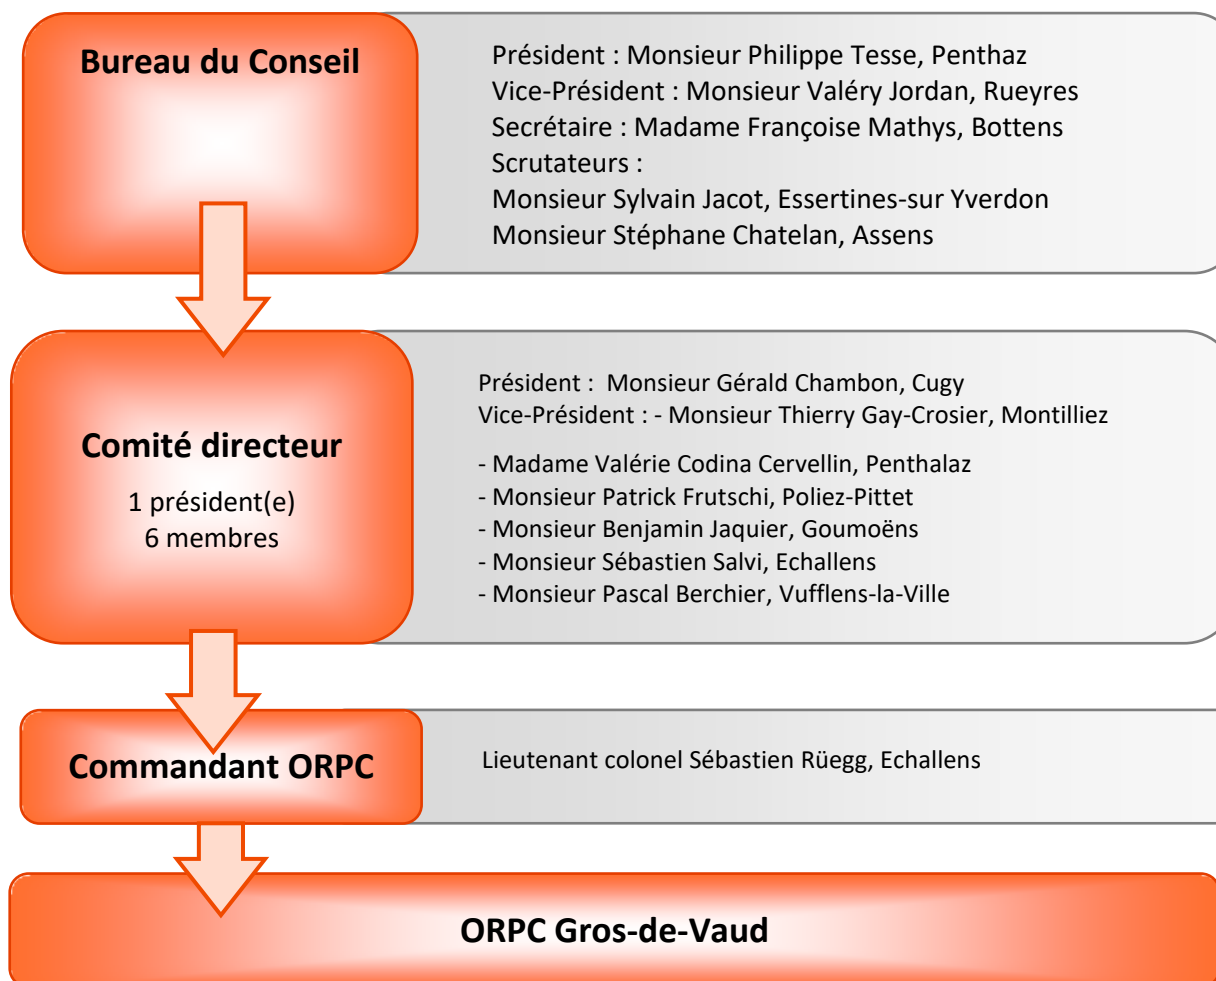 Bureau du Conseil
Président : Monsieur Philippe Tesse, Penthaz
Vice-Président : Monsieur Valéry Jordan, Rueyres
Secrétaire : Madame Françoise Mathys, Bottens
Scrutateurs :
Monsieur Sylvain Jacot, Essertines-sur Yverdon
Monsieur Stéphane Chatelan, Assens
Comité directeur
1 président(e)
6 membres
Président :  Monsieur Gérald Chambon, Cugy
Vice-Président : - Monsieur Thierry Gay-Crosier, Montilliez
- Madame Valérie Codina Cervellin, Penthalaz
- Monsieur Patrick Frutschi, Poliez-Pittet
- Monsieur Benjamin Jaquier, Goumoëns
- Monsieur Sébastien Salvi, Echallens
- Monsieur Pascal Berchier, Vufflens-la-Ville
Commandant ORPC
Lieutenant colonel Sébastien Rüegg, Echallens
ORPC Gros-de-Vaud